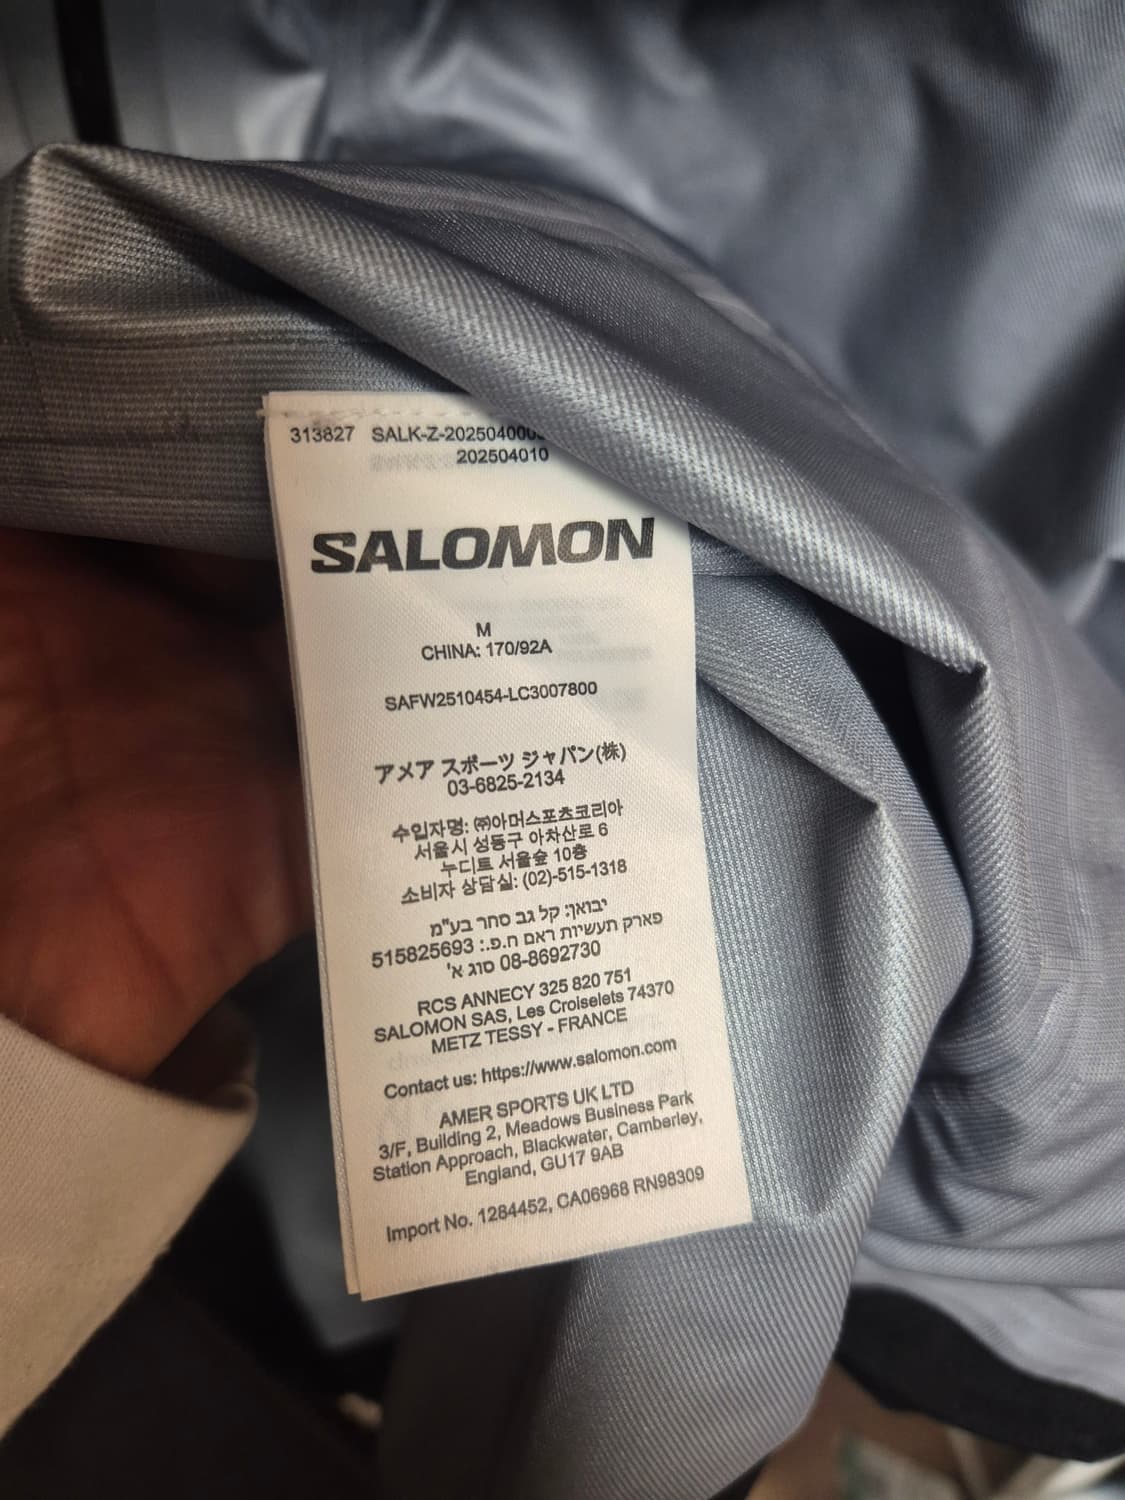 313827 SALK-Z-202504000
202504010
SALOMON
M
CHINA: 170/92A
SAFW2510454-LC3007800
アメア スポーツ ジャパン(株)
03-6825-2134
수입자명: ㈜아머스포츠코리아
서울시 성동구 아차산로 6
누디트 서울숲 10층
소비자 상담실: (02)-515-1318
יבואן: קל גב סחר בע"מ
פארק תעשיות ראם ח.פ.: 515825693
08-8692730 סוג א'
RCS ANNECY 325 820 751
SALOMON SAS, Les Croiselets 74370
METZ TESSY - FRANCE
Contact us: https://www.salomon.com
AMER SPORTS UK LTD
3/F, Building 2, Meadows Business Park
Station Approach, Blackwater, Camberley,
England, GU17 9AB
Import No. 1284452, CA06968 RN98309